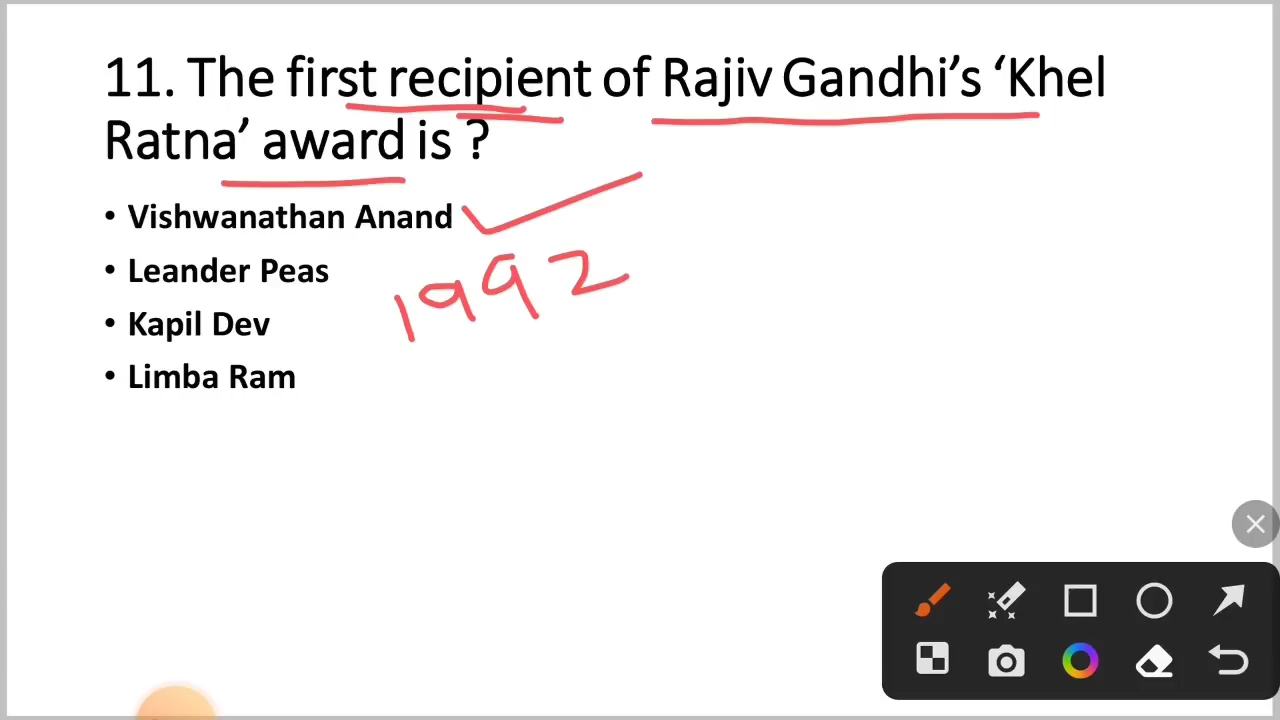 11. The first recipient of Rajiv Gandhi’s ‘Khel
Ratna’ award is ?
• Vishwanathan Anand
• Leander Peas
1992
• Kapil Dev
• Limba Ram